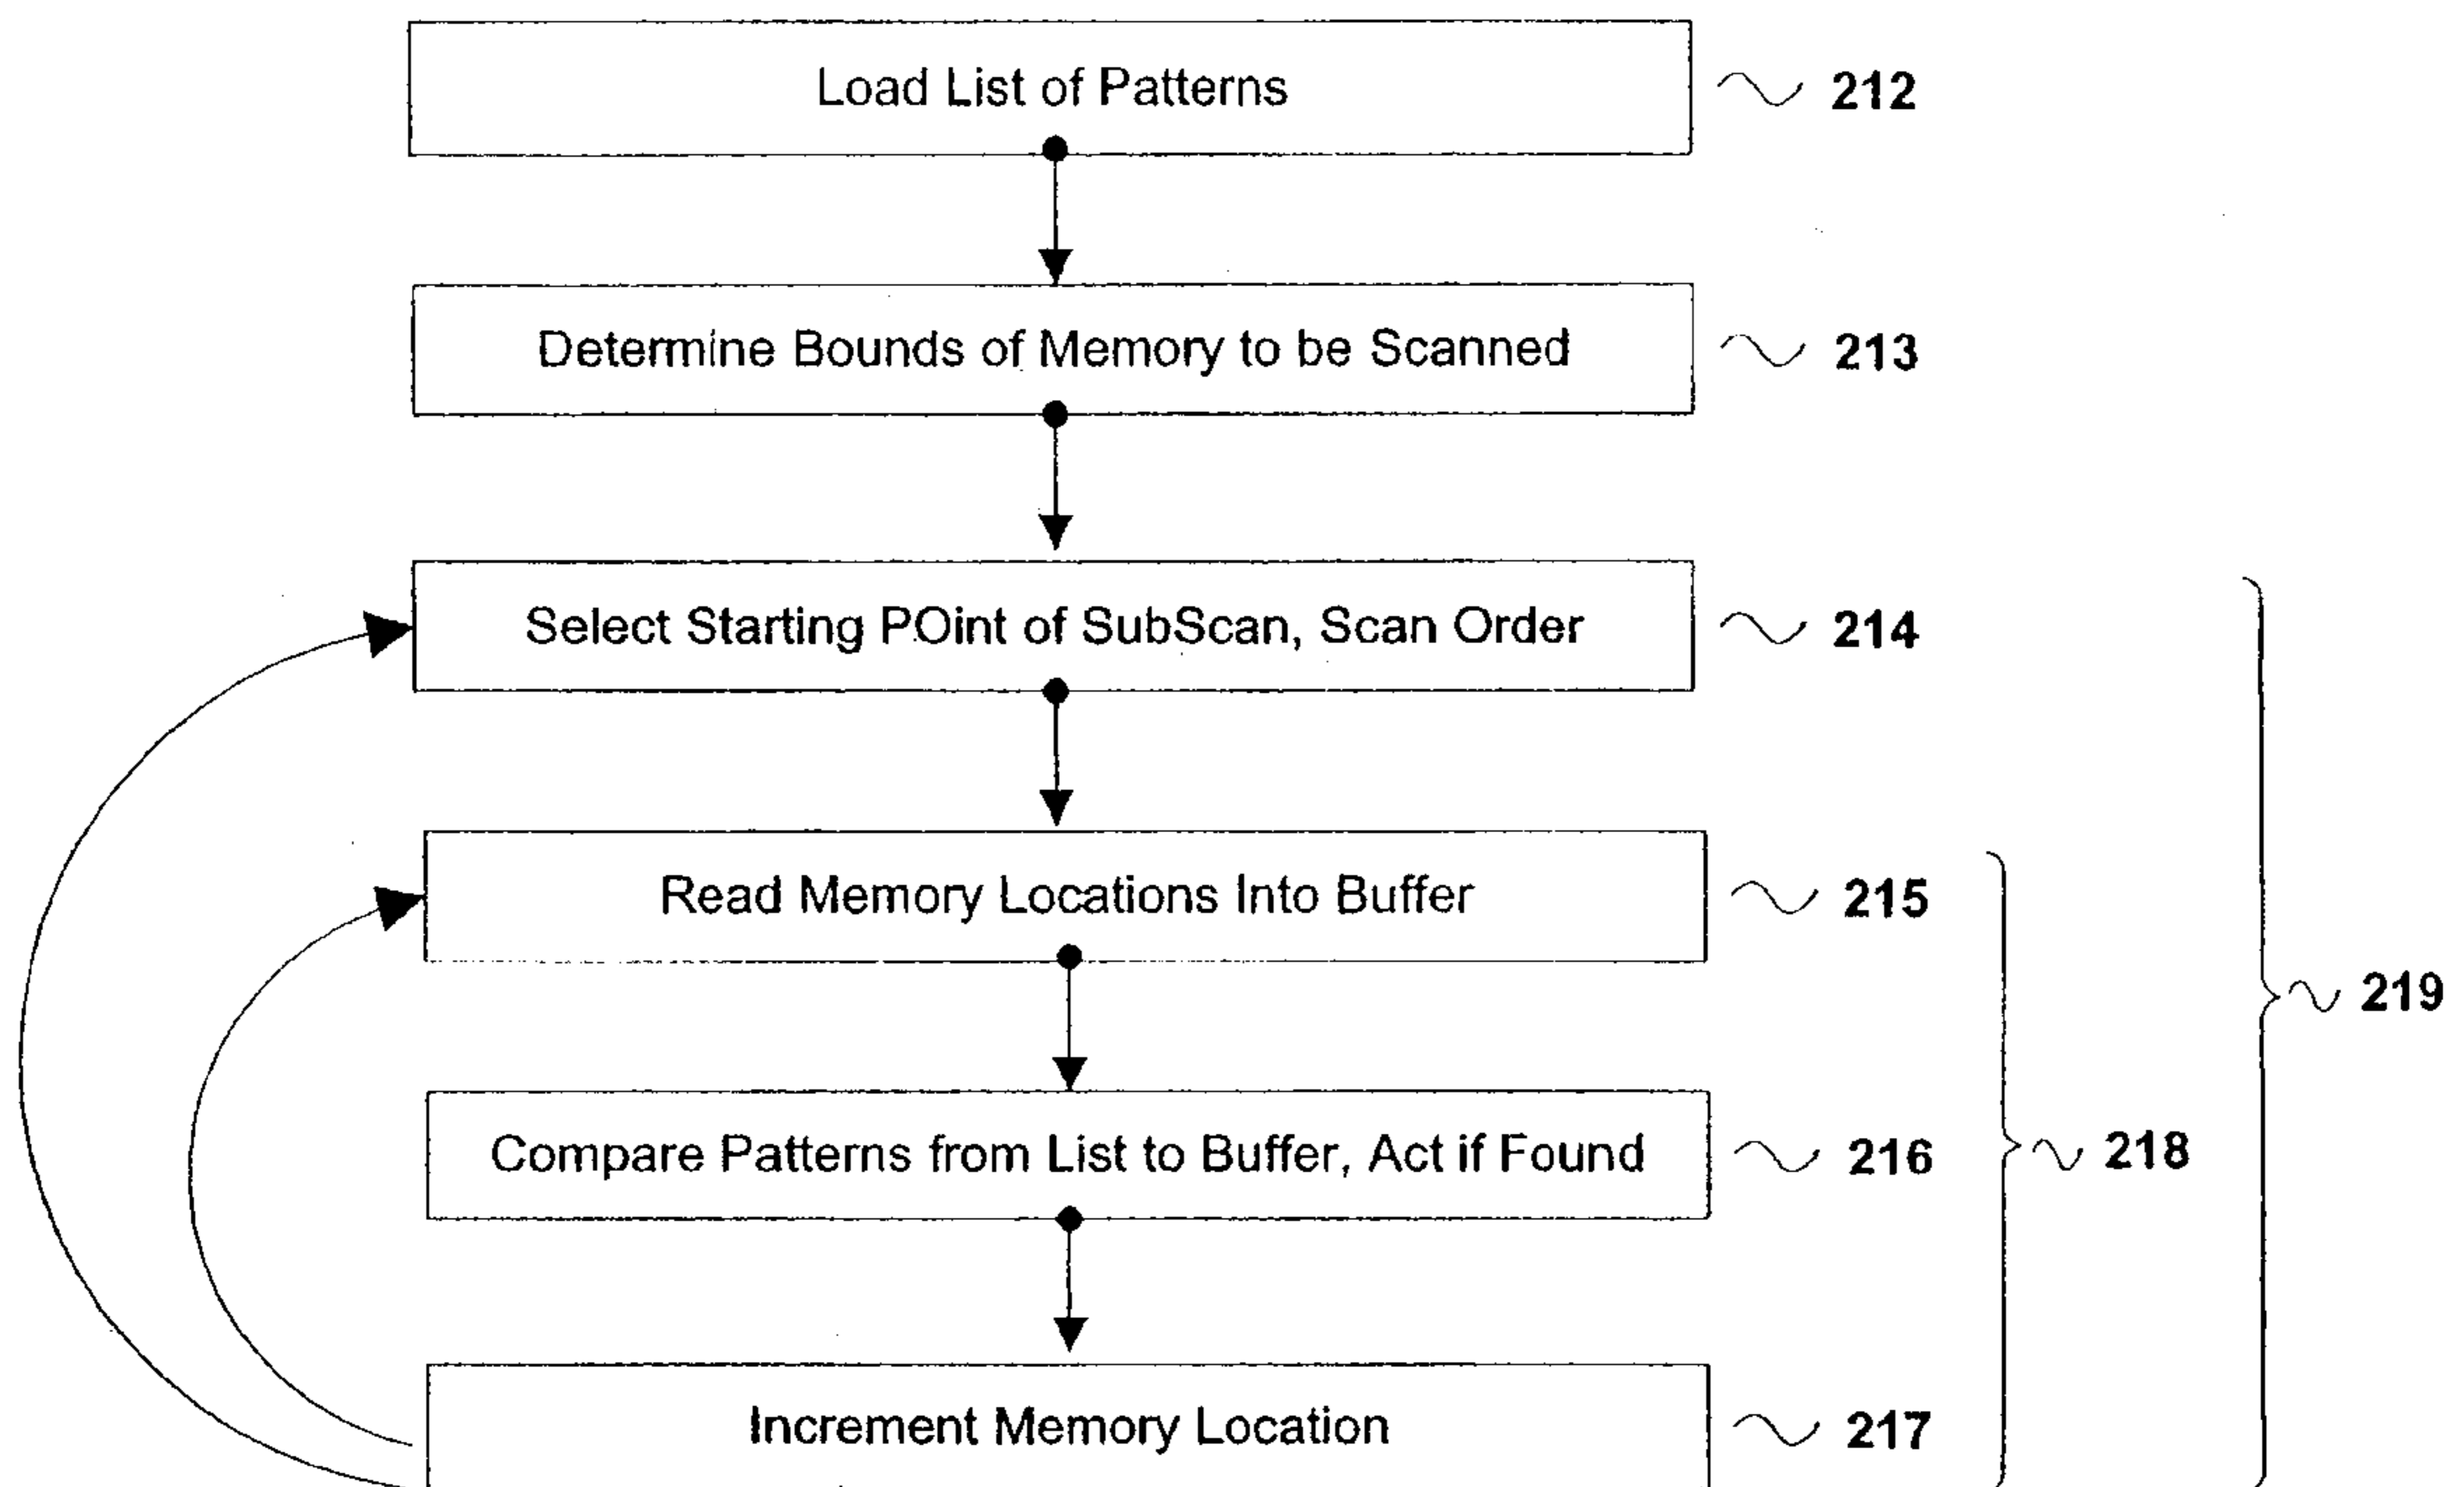 Load List of Patterns 212
Determine Bounds of Memory to be Scanned 213
Select Starting POint of SubScan, Scan Order 214
Read Memory Locations Into Buffer 215
219
Compare Patterns from List to Buffer, Act if Found 216
218
Increment Memory Location 217